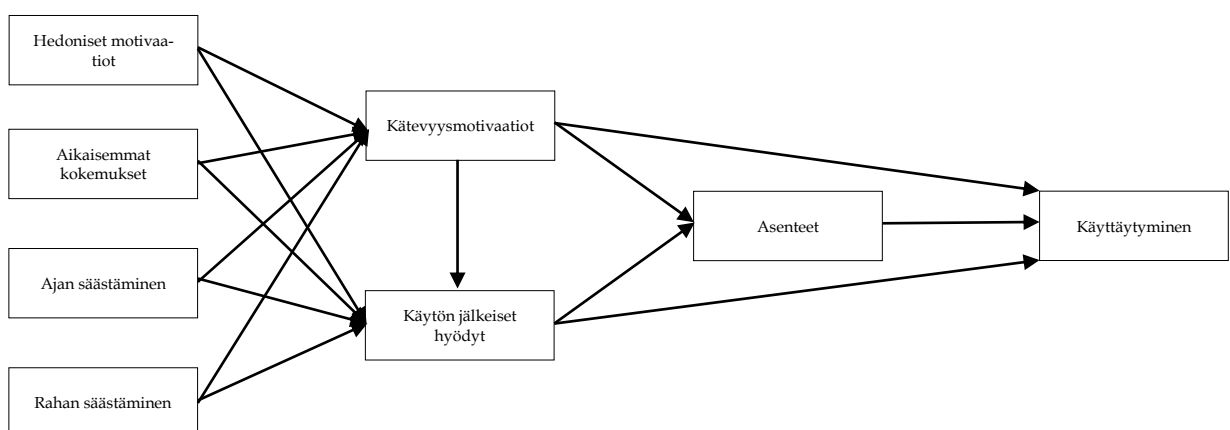 Hedoniset motivaa-
tiot
Aikaisemmat
kokemukset
Ajan säästäminen
Rahan säästäminen
Kätevyysmotivaatiot
Käytön jälkeiset
hyödyt
Asenteet
Käyttäytyminen